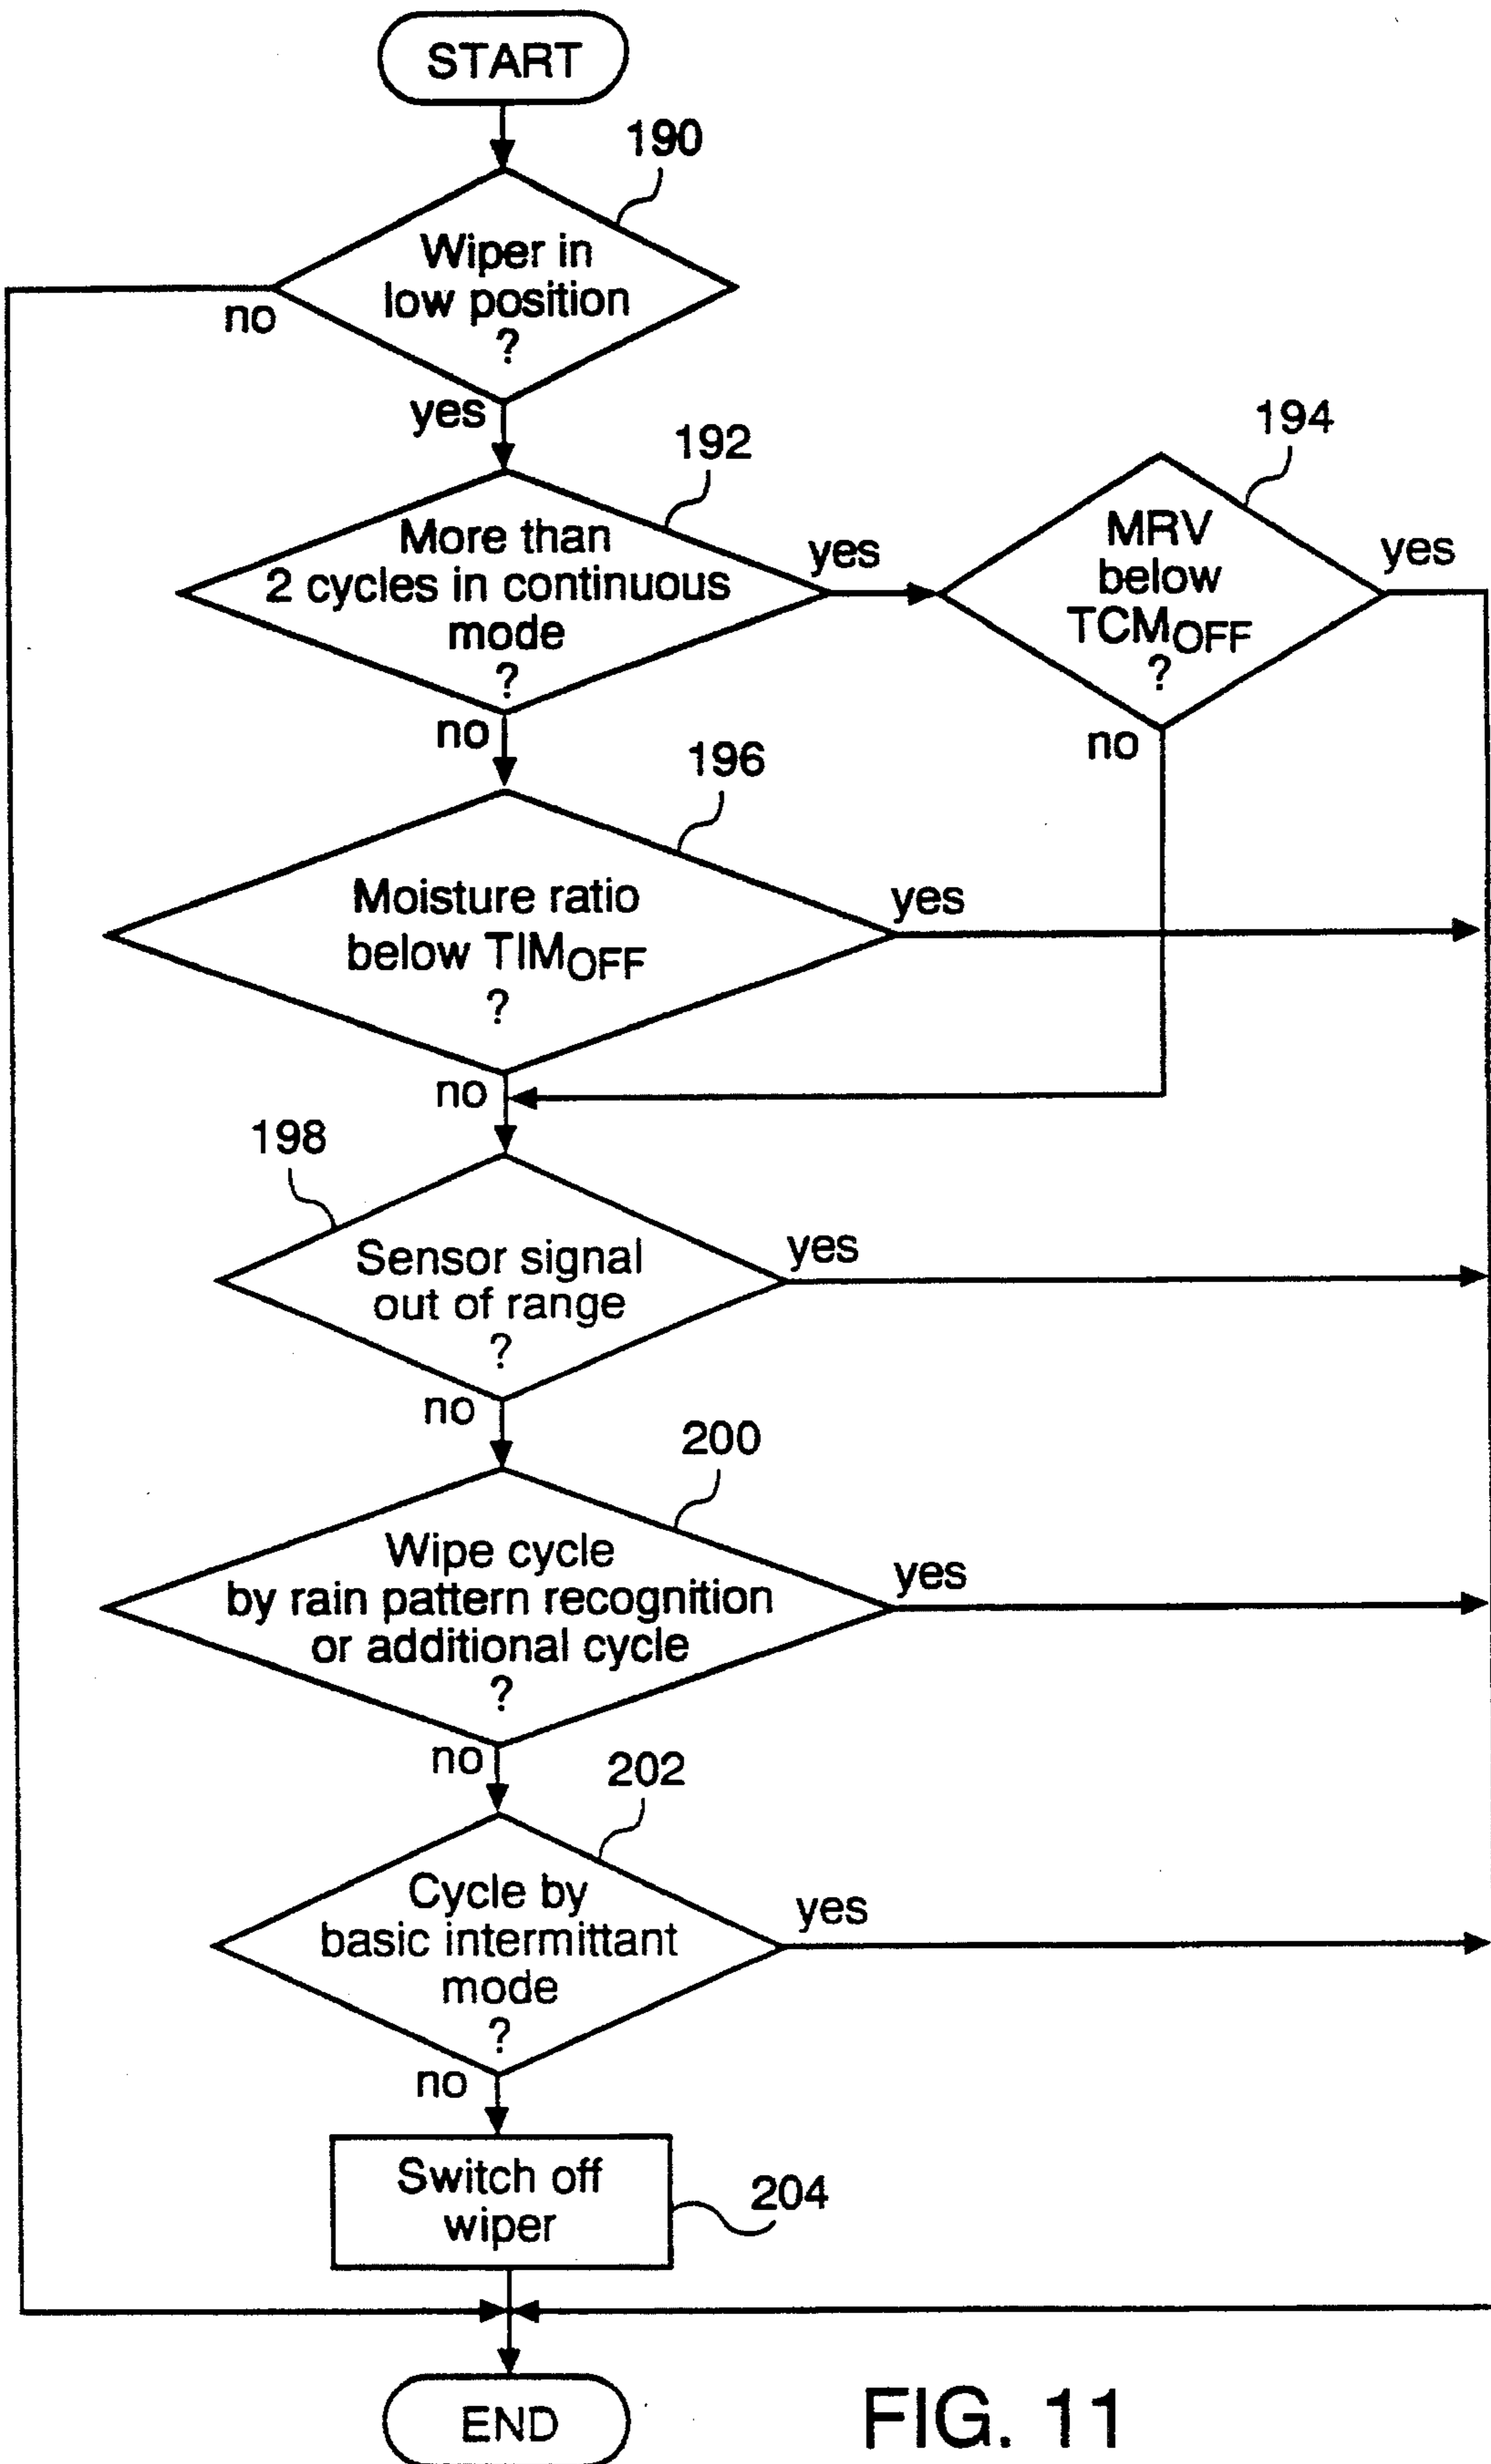 START
190
Wiper in
low position
?
no
yes
192
More than
2 cycles in continuous
mode
?
yes
no
194
MRV
below
TCMOFF
?
yes
no
196
Moisture ratio
below TIMOFF
?
yes
no
198
Sensor signal
out of range
?
yes
no
200
Wipe cycle
by rain pattern recognition
or additional cycle
?
yes
no
202
Cycle by
basic intermittant
mode
?
yes
no
Switch off
wiper
204
END
FIG. 11